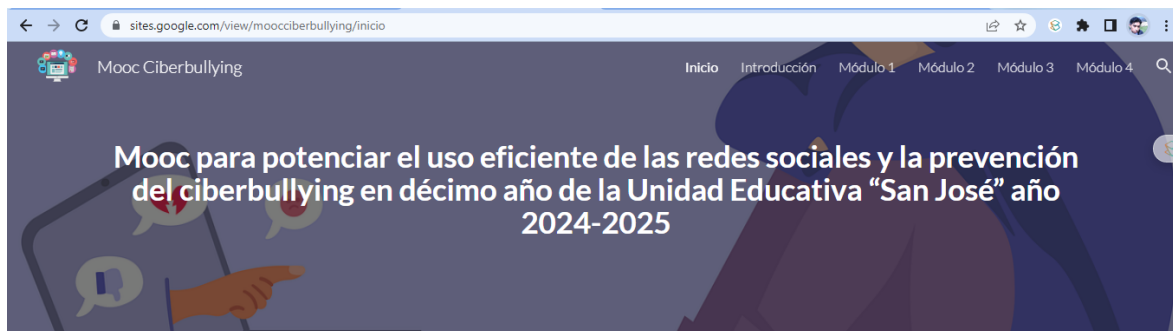 sites.google.com/view/moocciberbullying/inicio
Mooc Ciberbullying
Inicio Introducción Módulo 1 Módulo 2 Módulo 3 Módulo 4
Mooc para potenciar el uso eficiente de las redes sociales y la prevención
del ciberbullying en décimo año de la Unidad Educativa “San José” año
2024-2025